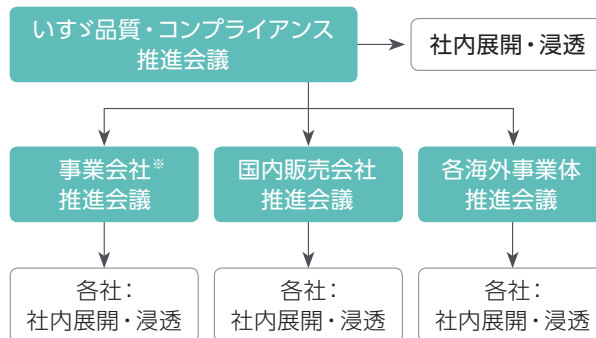 いすゞ品質・コンプライアンス
推進会議
社内展開・浸透
事業会社※
推進会議
国内販売会社
推進会議
各海外事業体
推進会議
各社：
社内展開・浸透
各社：
社内展開・浸透
各社：
社内展開・浸透